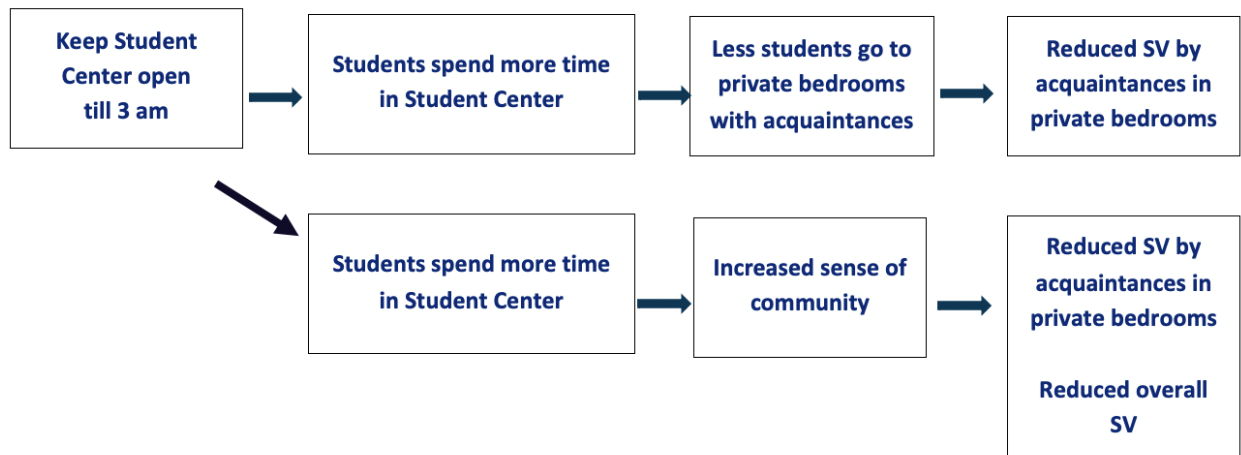 Keep Student
Center open
till 3 am
Students spend more time
in Student Center
Less students go to
private bedrooms
with acquaintances
Reduced SV by
acquaintances in
private bedrooms
Students spend more time
in Student Center
Increased sense of
community
Reduced SV by
acquaintances in
private bedrooms
Reduced overall
SV